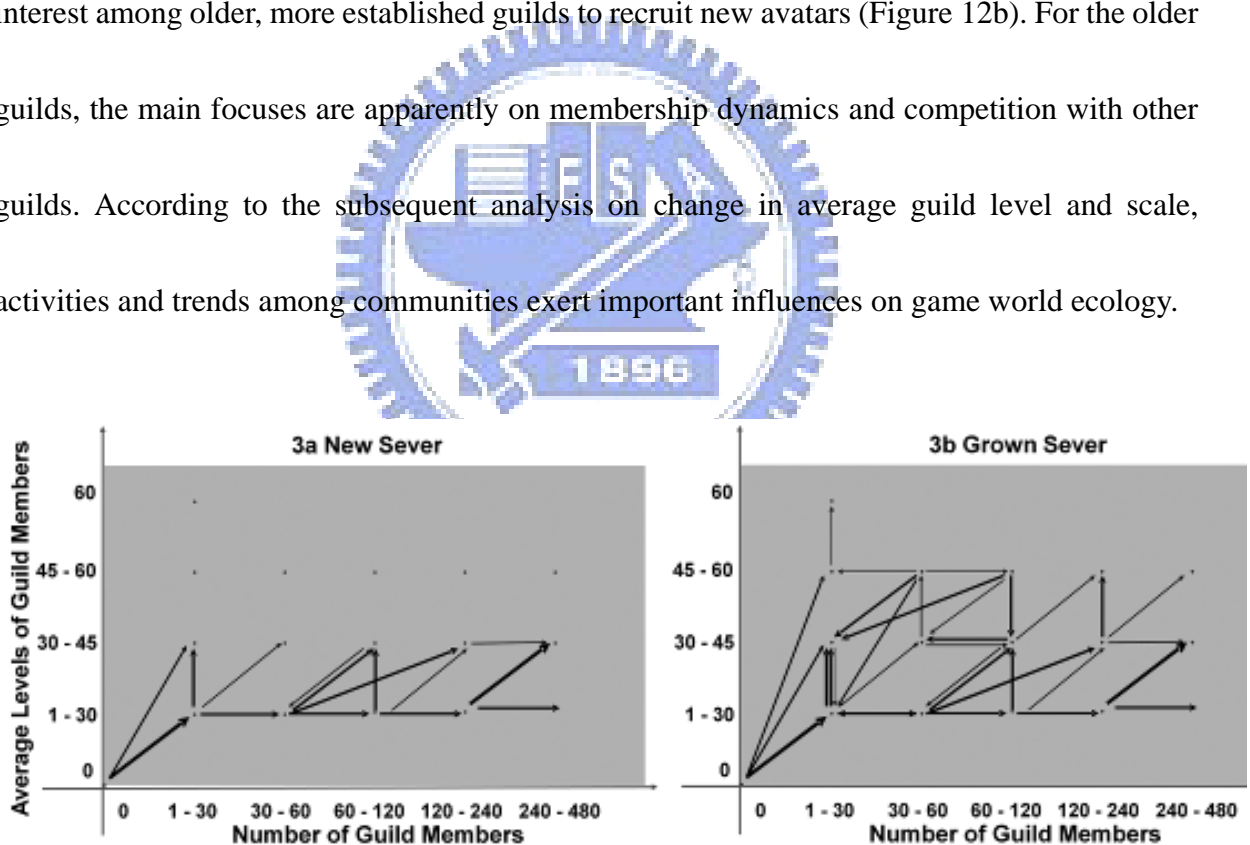 interest among older, more established guilds to recruit new avatars (Figure 12b). For the older
guilds, the main focuses are apparently on membership dynamics and competition with other
guilds. According to the subsequent analysis on change in average guild level and scale,
activities and trends among communities exert important influences on game world ecology.
E S A
1896
3a New Sever
Average Levels of Guild Members
60
45 - 60
30 - 45
1 - 30
0
0 1 - 30 30 - 60 60 - 120 120 - 240 240 - 480
Number of Guild Members
3b Grown Sever
60
45 - 60
30 - 45
1 - 30
0
0 1 - 30 30 - 60 60 - 120 120 - 240 240 - 480
Number of Guild Members